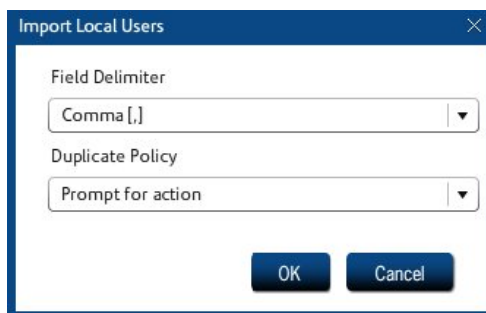 Import Local Users
Field Delimiter
Comma [,]
Duplicate Policy
Prompt for action
OK Cancel